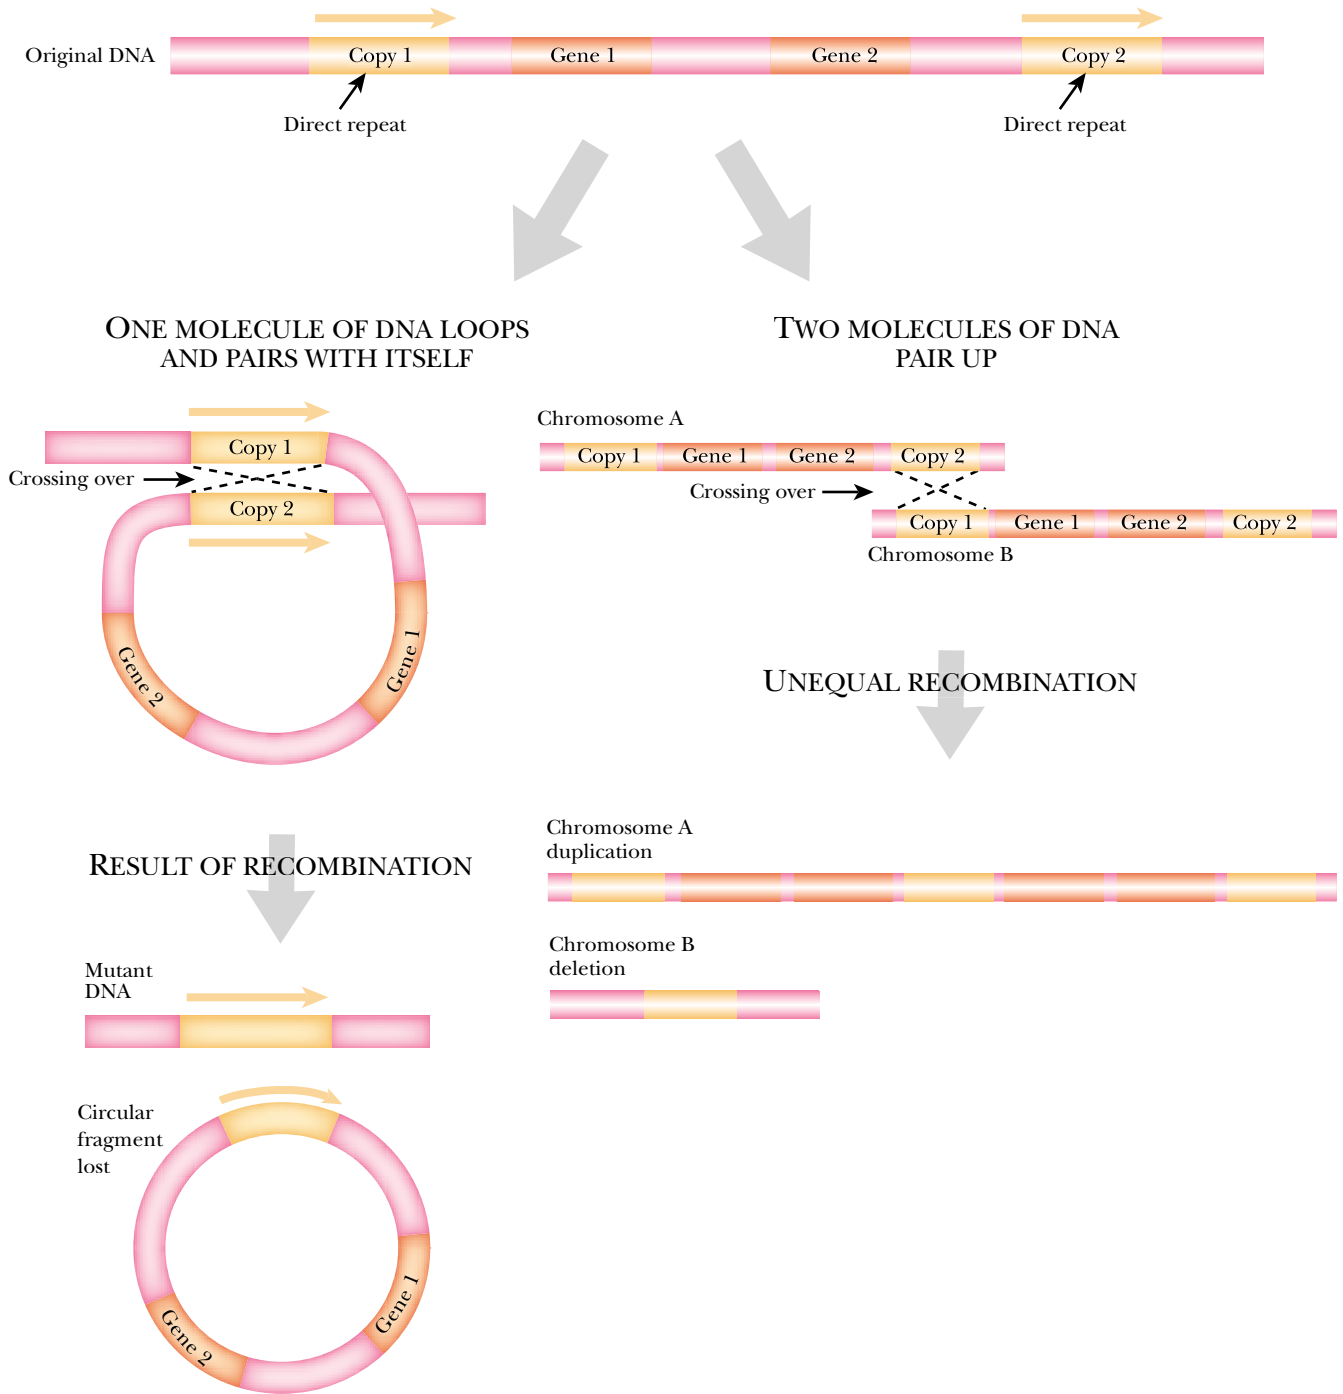 Original DNA
Copy 1
Gene 1
Gene 2
Copy 2
Direct repeat
Direct repeat
ONE MOLECULE OF DNA LOOPS
AND PAIRS WITH ITSELF
Copy 1
Crossing over
Copy 2
Gene 1
Gene 2
RESULT OF RECOMBINATION
Mutant
DNA
Circular
fragment
lost
Gene 1
Gene 2
TWO MOLECULES OF DNA
PAIR UP
Chromosome A
Copy 1
Gene 1
Gene 2
Copy 2
Crossing over
Copy 1
Gene 1
Gene 2
Copy 2
Chromosome B
UNEQUAL RECOMBINATION
Chromosome A
duplication
Chromosome B
deletion